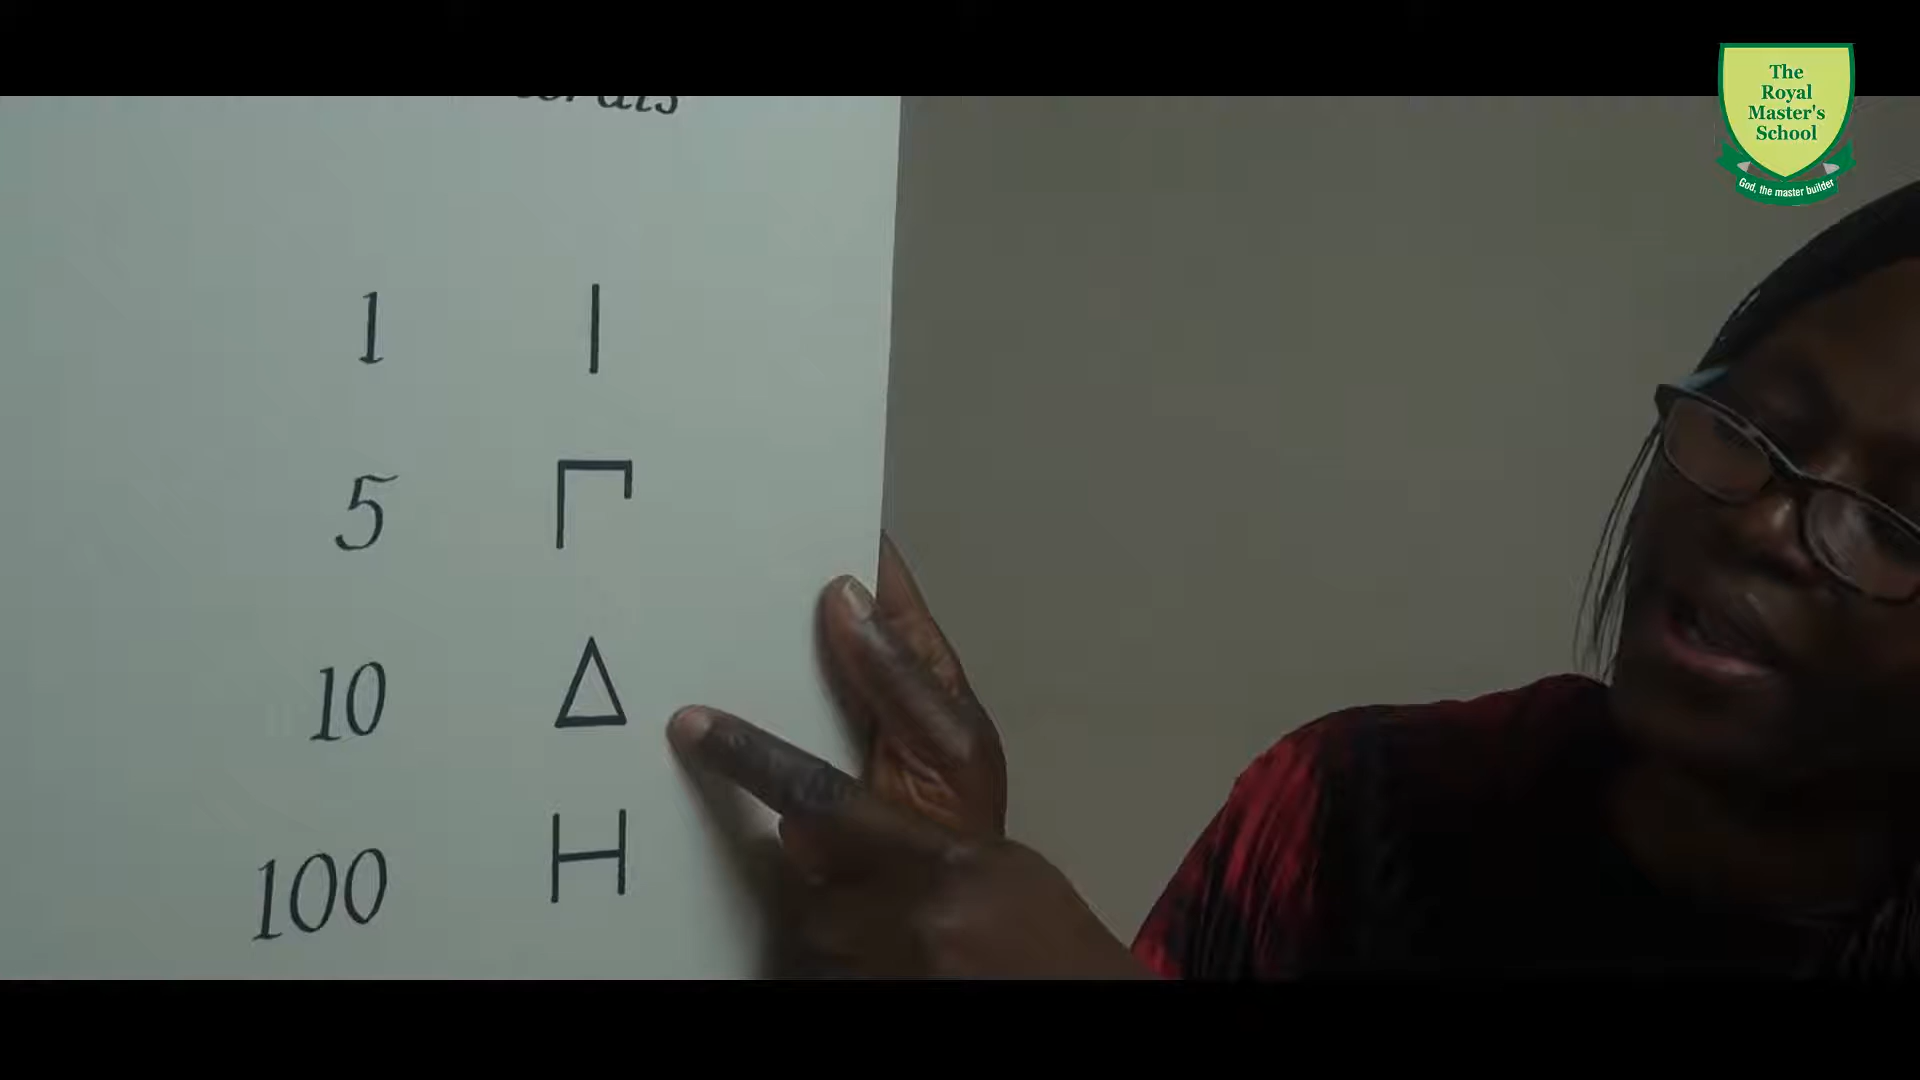 1 |
5 𐅃
10 Δ
100 H
The
Royal
Master's
School
God, the master builder